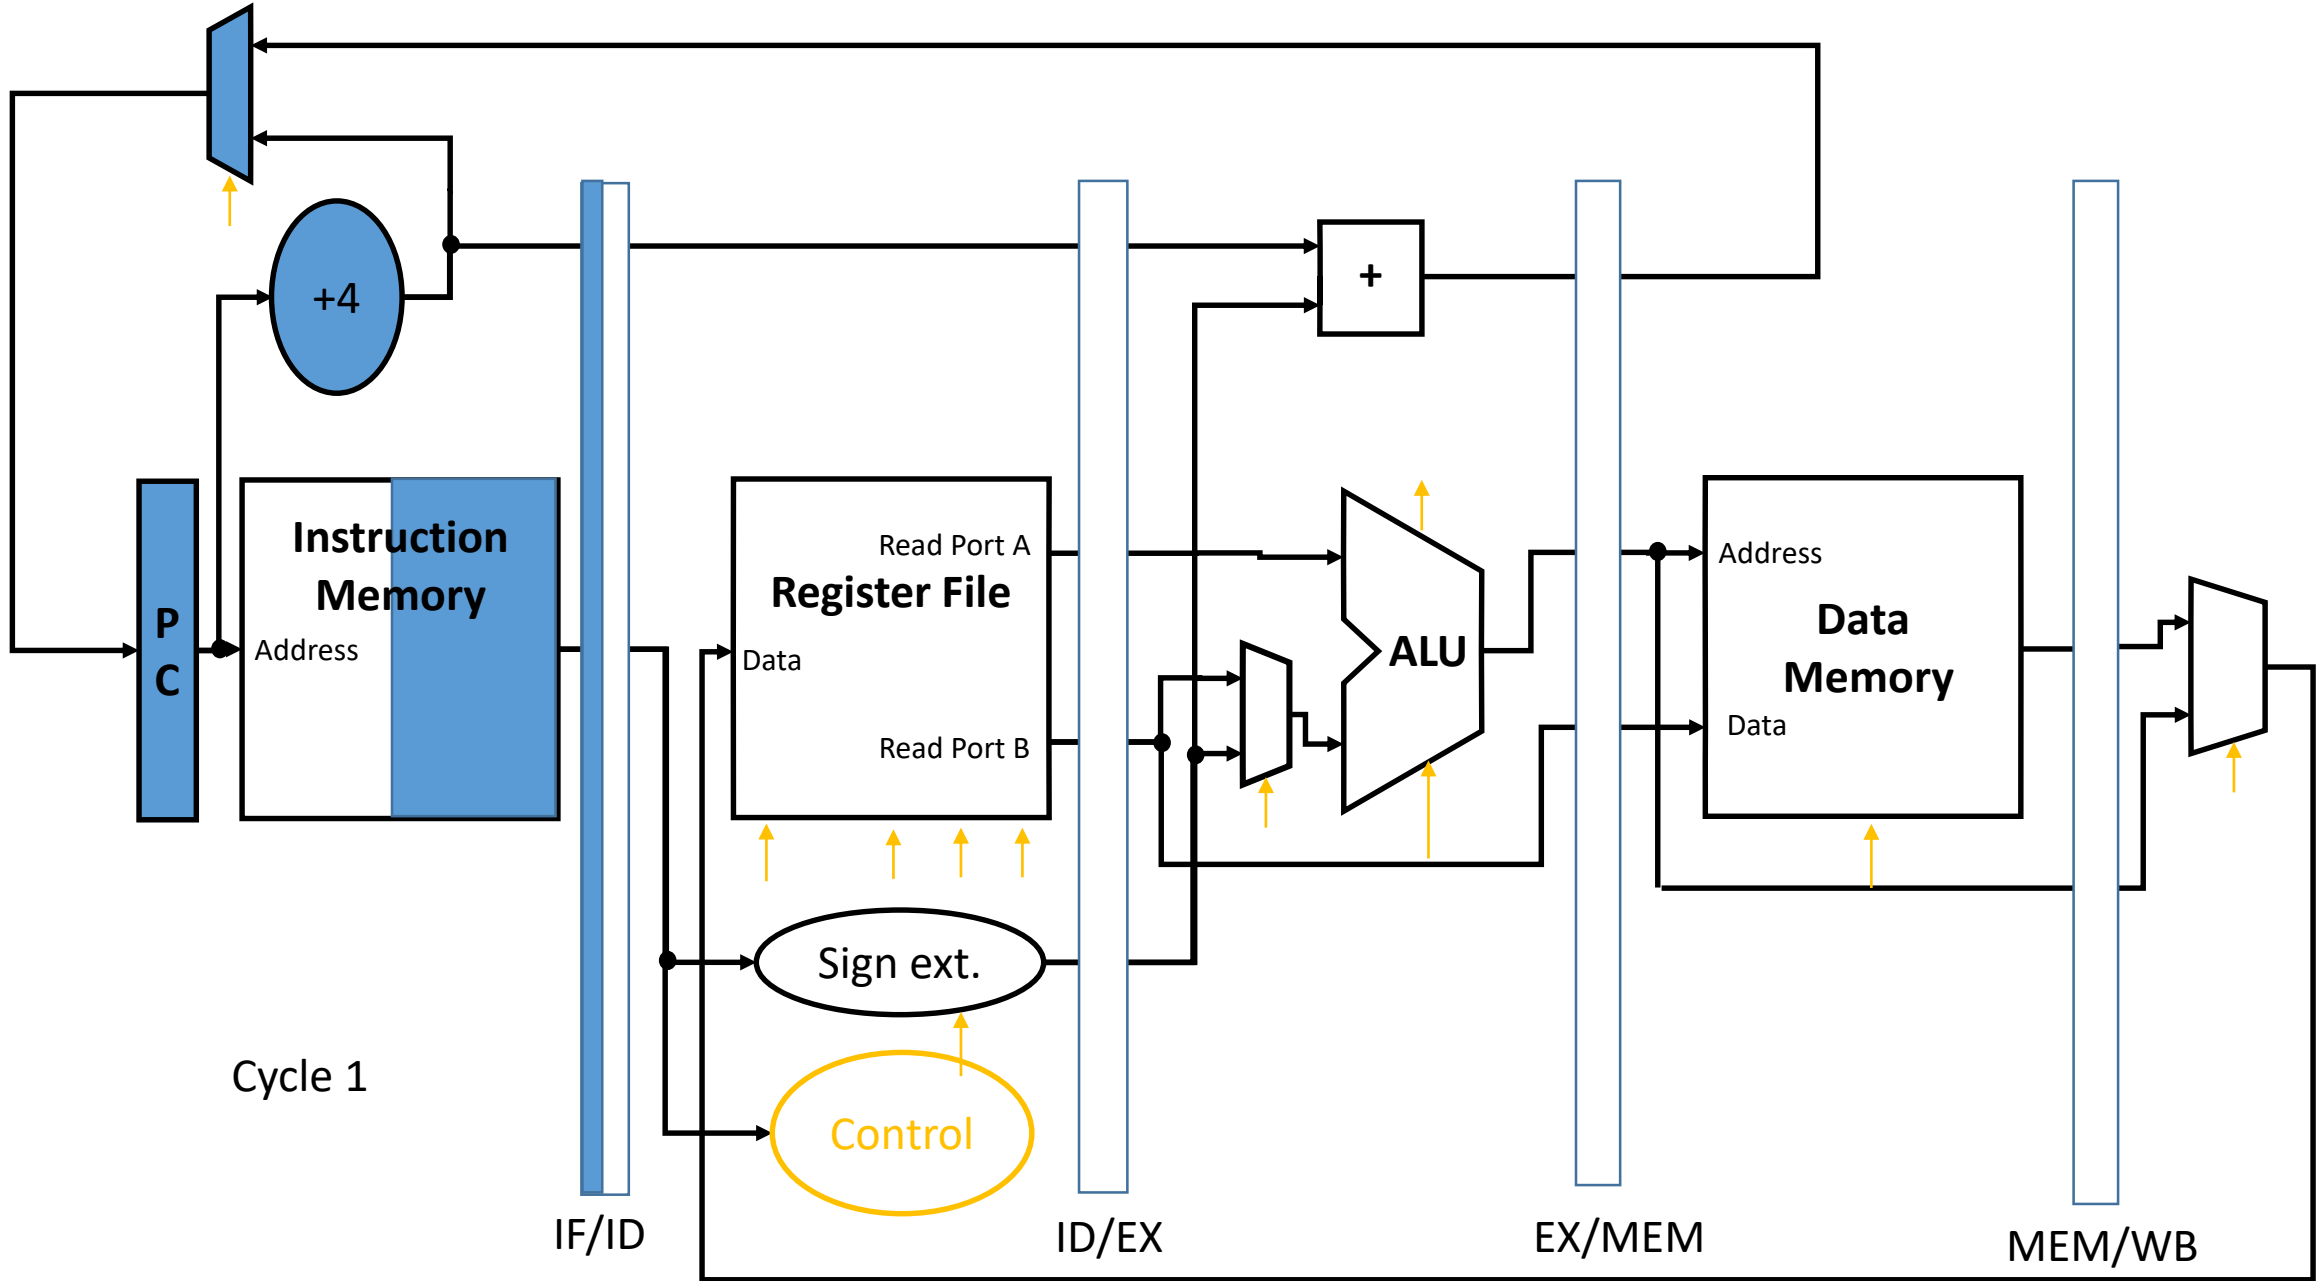 +4
+
Instruction
Memory
Address
P
C
Read Port A
Register File
Data
Read Port B
ALU
Address
Data
Memory
Data
Sign ext.
Control
Cycle 1
IF/ID
ID/EX
EX/MEM
MEM/WB